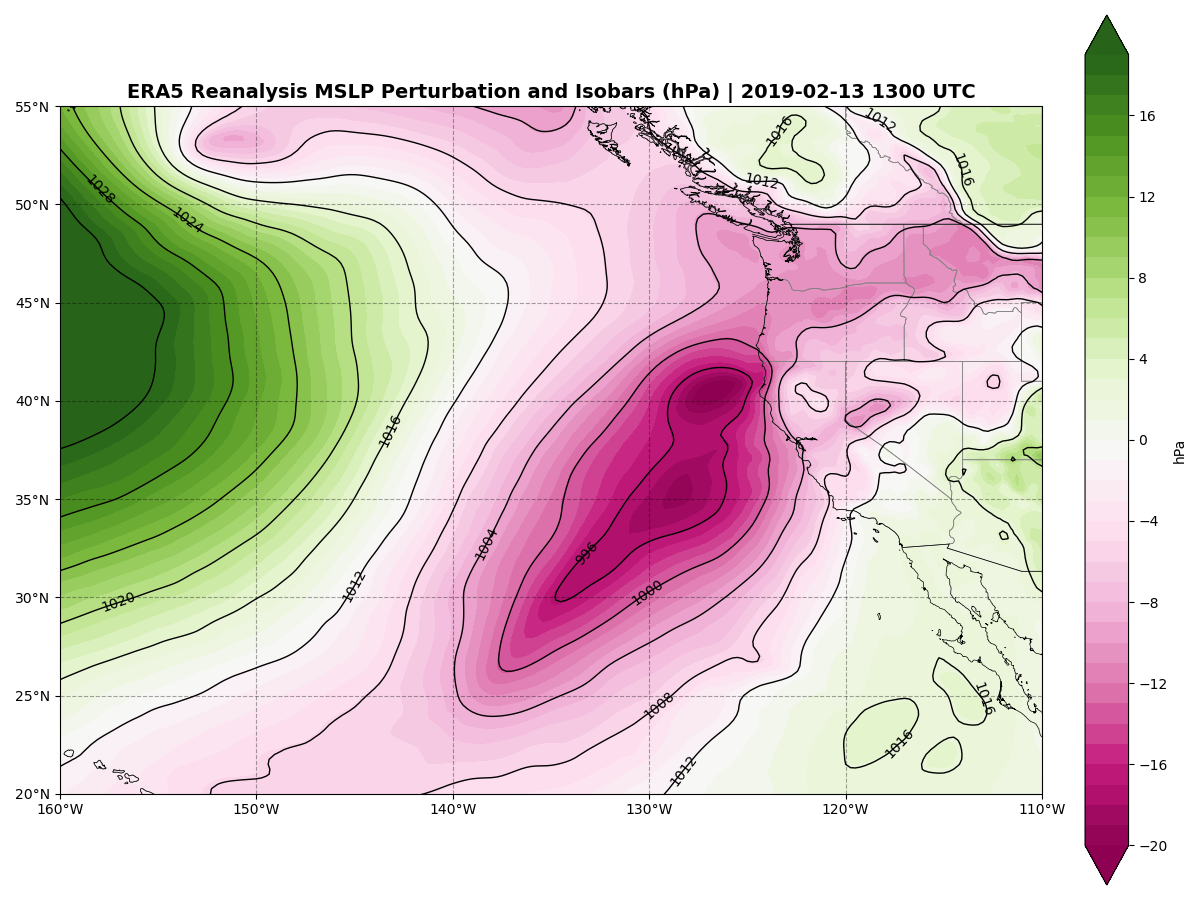 ERA5 Reanalysis MSLP Perturbation and Isobars (hPa) | 2019-02-13 1300 UTC
55°N
50°N
45°N
40°N
35°N
30°N
25°N
20°N
160°W
150°W
140°W
130°W
120°W
110°W
1028
1024
1020
1016
1012
1004
996
1000
1008
1012
1012
1016
1012
1016
1016
1016
16
12
8
4
0
−4
−8
−12
−16
−20
hPa